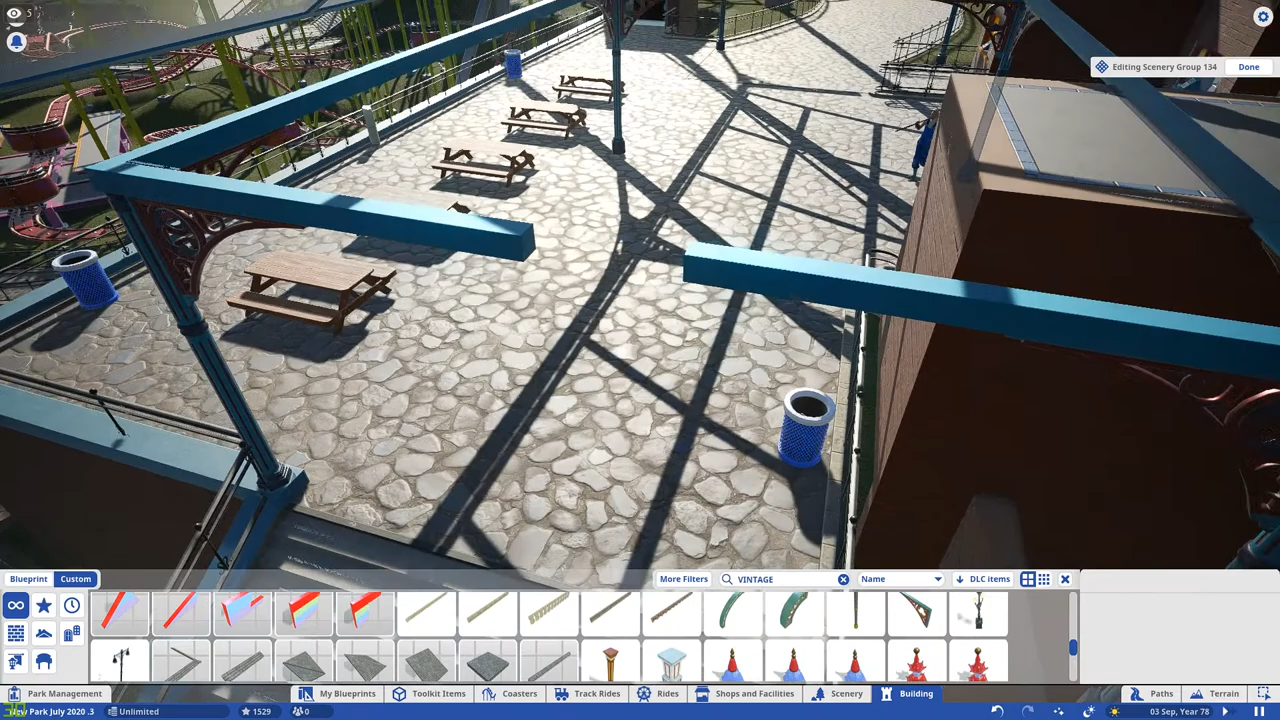 Editing Scenery Group 134 Done
Blueprint Custom More Filters VINTAGE Name DLC items
Park Management My Blueprints Toolkit Items Coasters Track Rides Rides Shops and Facilities Scenery Building Paths Terrain
Park July 2020 .3 Unlimited 1529 0 03 Sep, Year 78